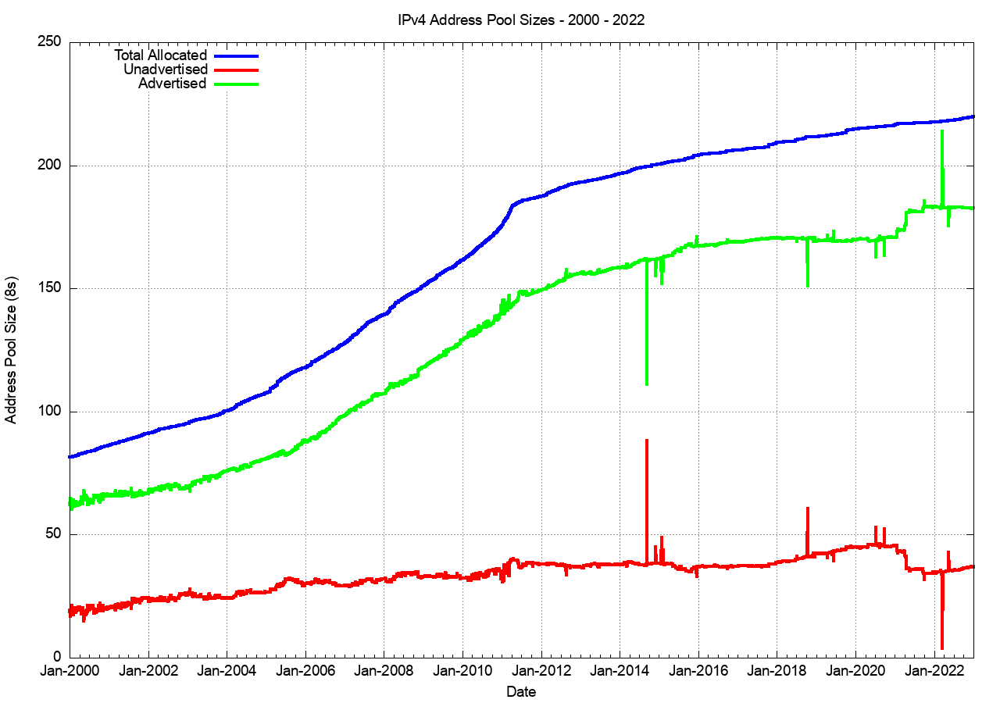 IPv4 Address Pool Sizes - 2000 - 2022
Total Allocated
Unadvertised
Advertised
Address Pool Size (8s)
250
200
150
100
50
0
Jan-2000 Jan-2002 Jan-2004 Jan-2006 Jan-2008 Jan-2010 Jan-2012 Jan-2014 Jan-2016 Jan-2018 Jan-2020 Jan-2022
Date